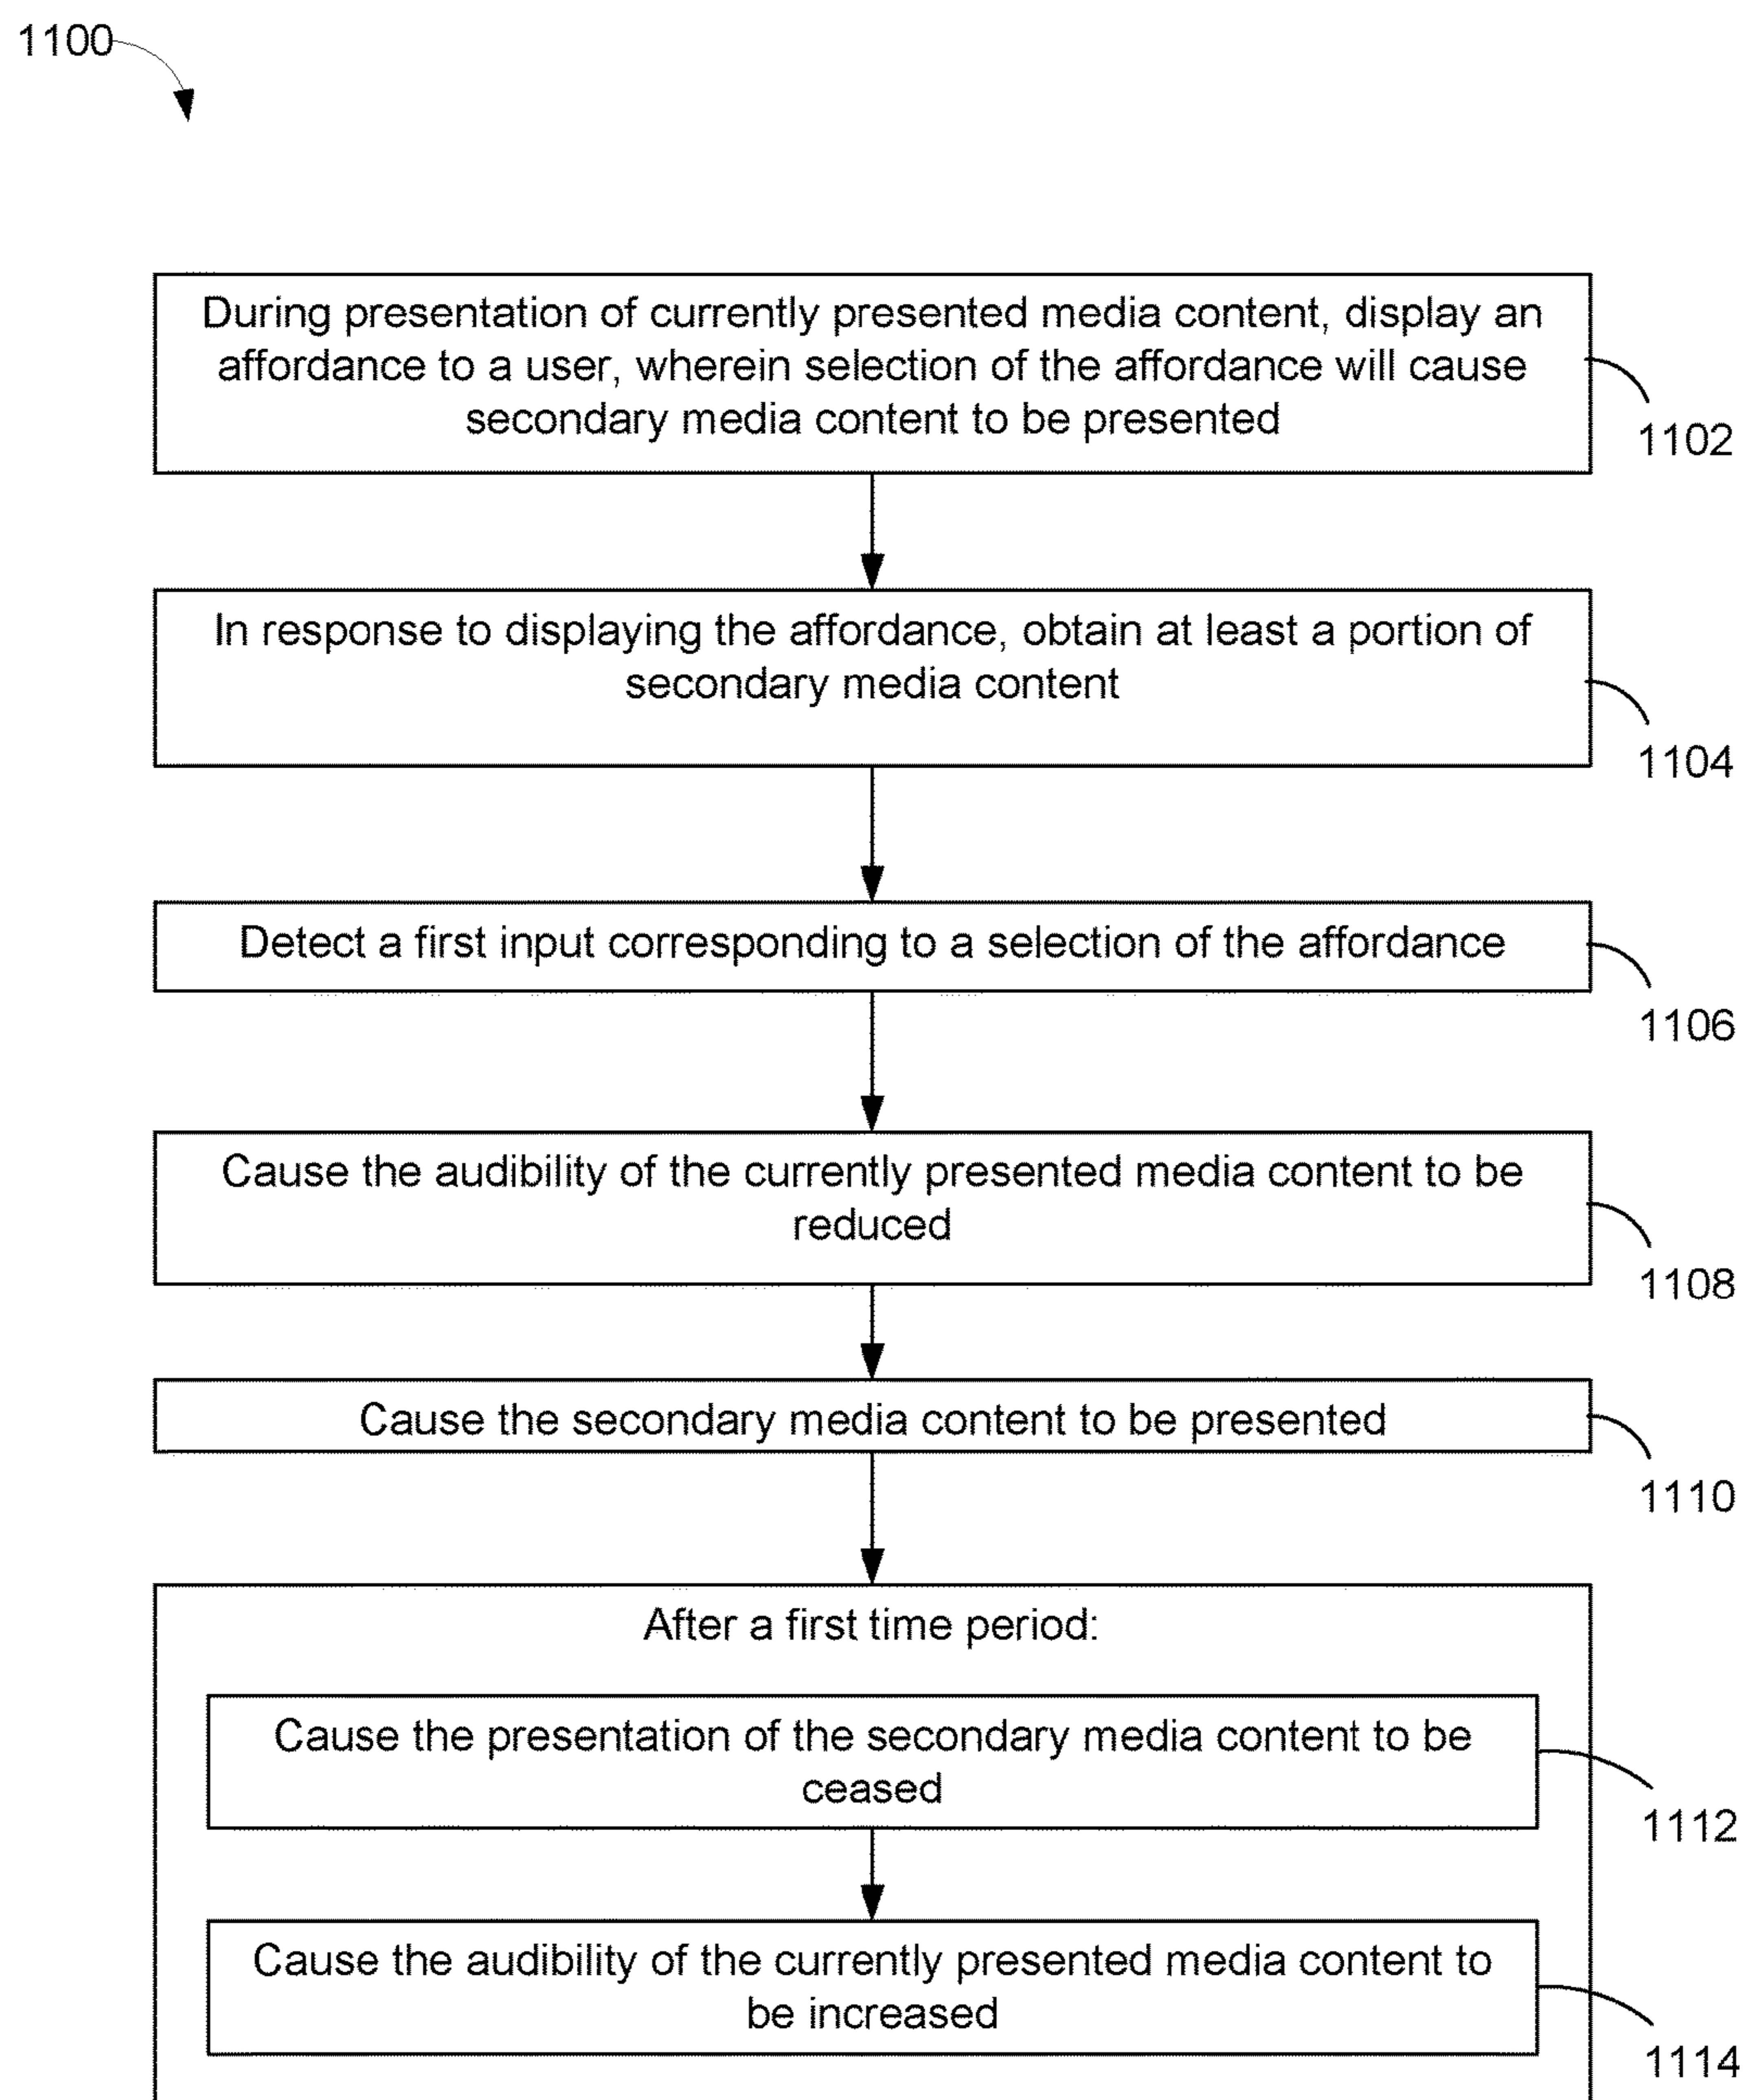 1100
During presentation of currently presented media content, display an
affordance to a user, wherein selection of the affordance will cause
secondary media content to be presented
1102
In response to displaying the affordance, obtain at least a portion of
secondary media content
1104
Detect a first input corresponding to a selection of the affordance
1106
Cause the audibility of the currently presented media content to be
reduced
1108
Cause the secondary media content to be presented
1110
After a first time period:
Cause the presentation of the secondary media content to be
ceased
1112
Cause the audibility of the currently presented media content to
be increased
1114